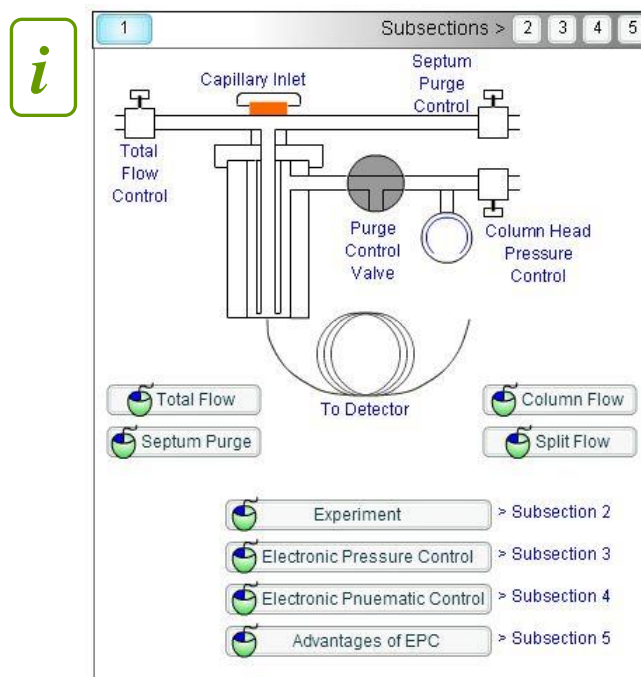 i
1
Subsections > 2 3 4 5
Septum
Purge
Control
Capillary Inlet
Total
Flow
Control
Purge
Control
Valve
Column Head
Pressure
Control
To Detector
Total Flow
Column Flow
Septum Purge
Split Flow
Experiment > Subsection 2
Electronic Pressure Control > Subsection 3
Electronic Pnuematic Control > Subsection 4
Advantages of EPC > Subsection 5